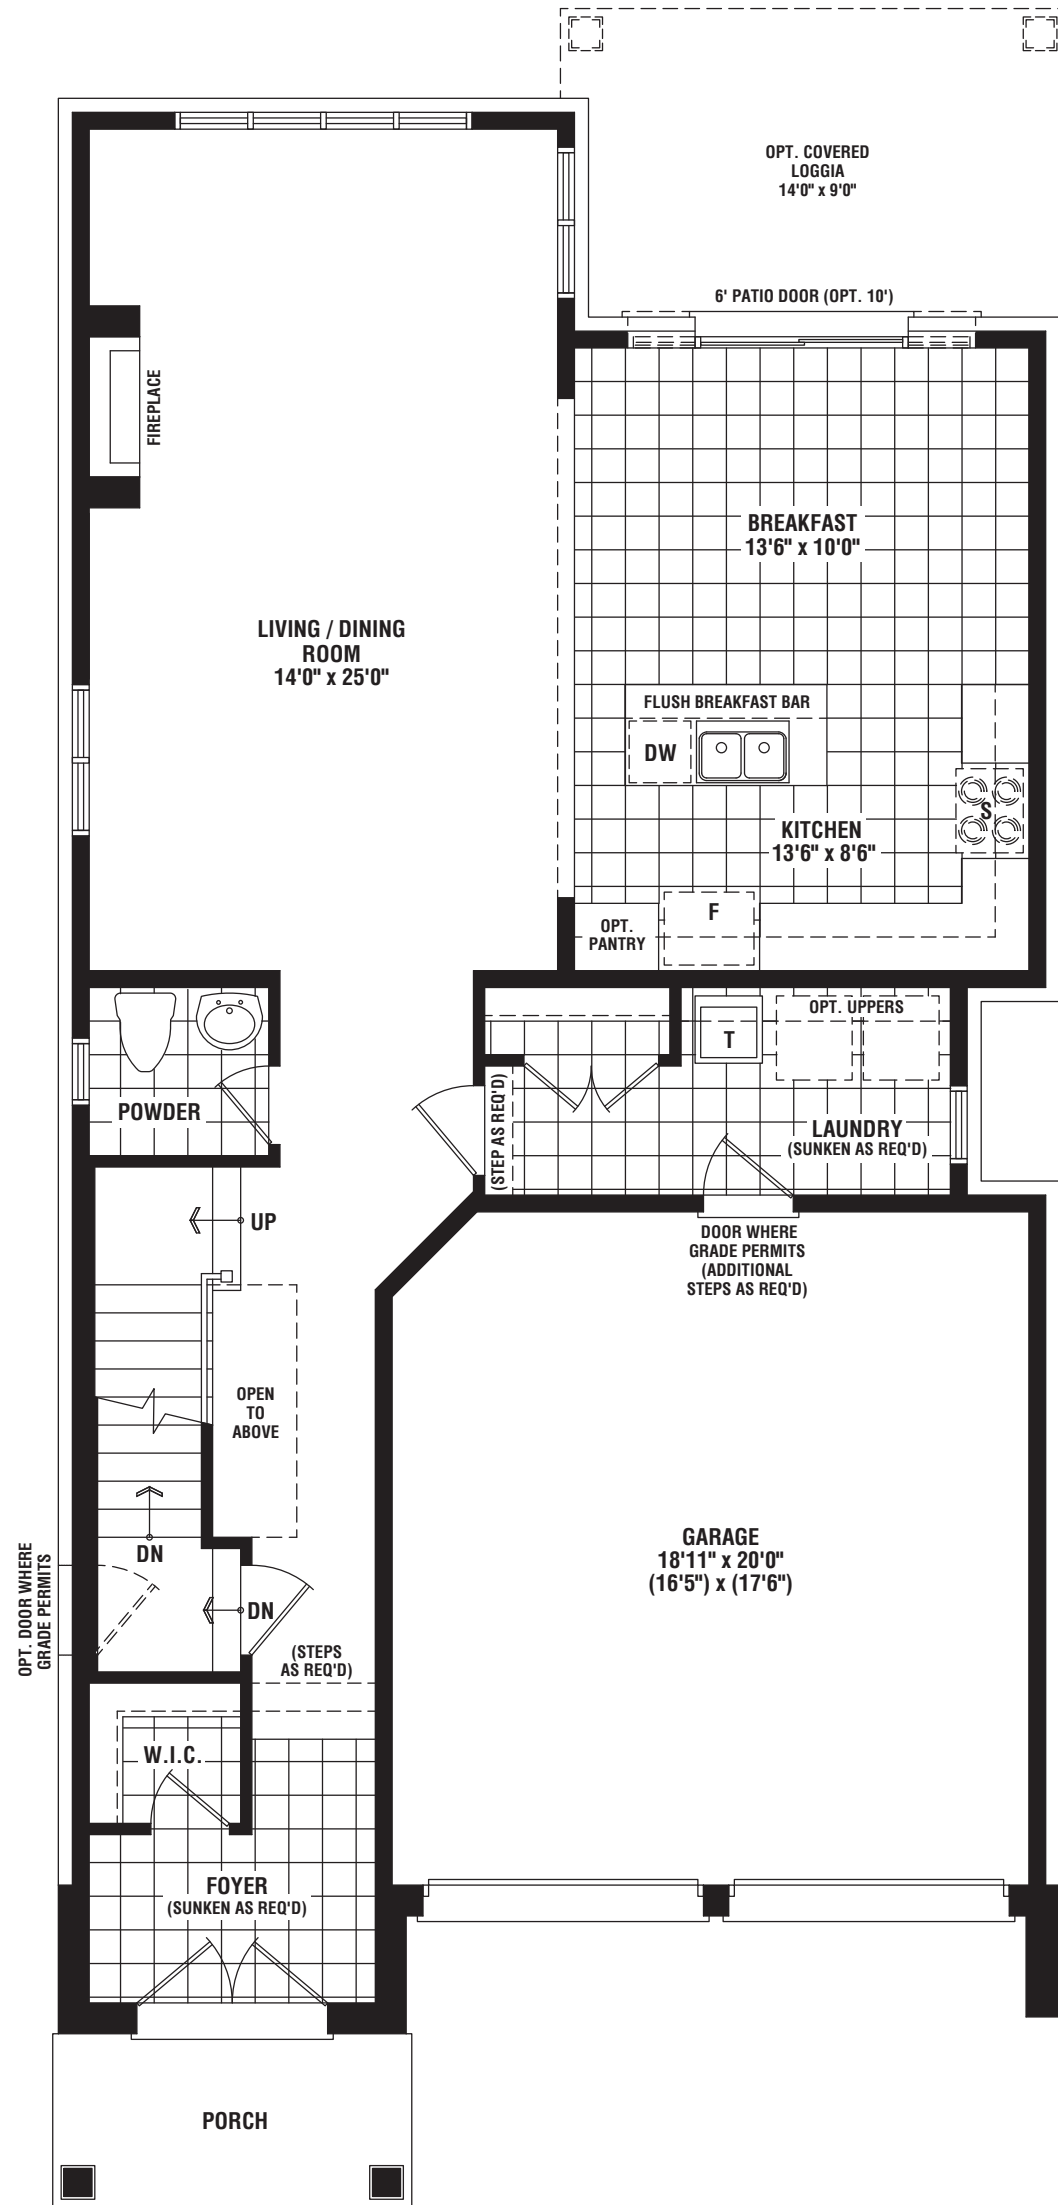 OPT. COVERED
LOGGIA
14'0" x 9'0"
6' PATIO DOOR (OPT. 10')
FIREPLACE
BREAKFAST
13'6" x 10'0"
LIVING / DINING
ROOM
14'0" x 25'0"
FLUSH BREAKFAST BAR
DW
S
KITCHEN
13'6" x 8'6"
F
OPT.
PANTRY
OPT. UPPERS
T
POWDER
(STEP AS REQ'D)
LAUNDRY
(SUNKEN AS REQ'D)
UP
DOOR WHERE
GRADE PERMITS
(ADDITIONAL
STEPS AS REQ'D)
OPEN
TO
ABOVE
GARAGE
18'11" x 20'0"
(16'5") x (17'6")
DN
OPT. DOOR WHERE
GRADE PERMITS
DN
(STEPS
AS REQ'D)
W.I.C.
FOYER
(SUNKEN AS REQ'D)
PORCH